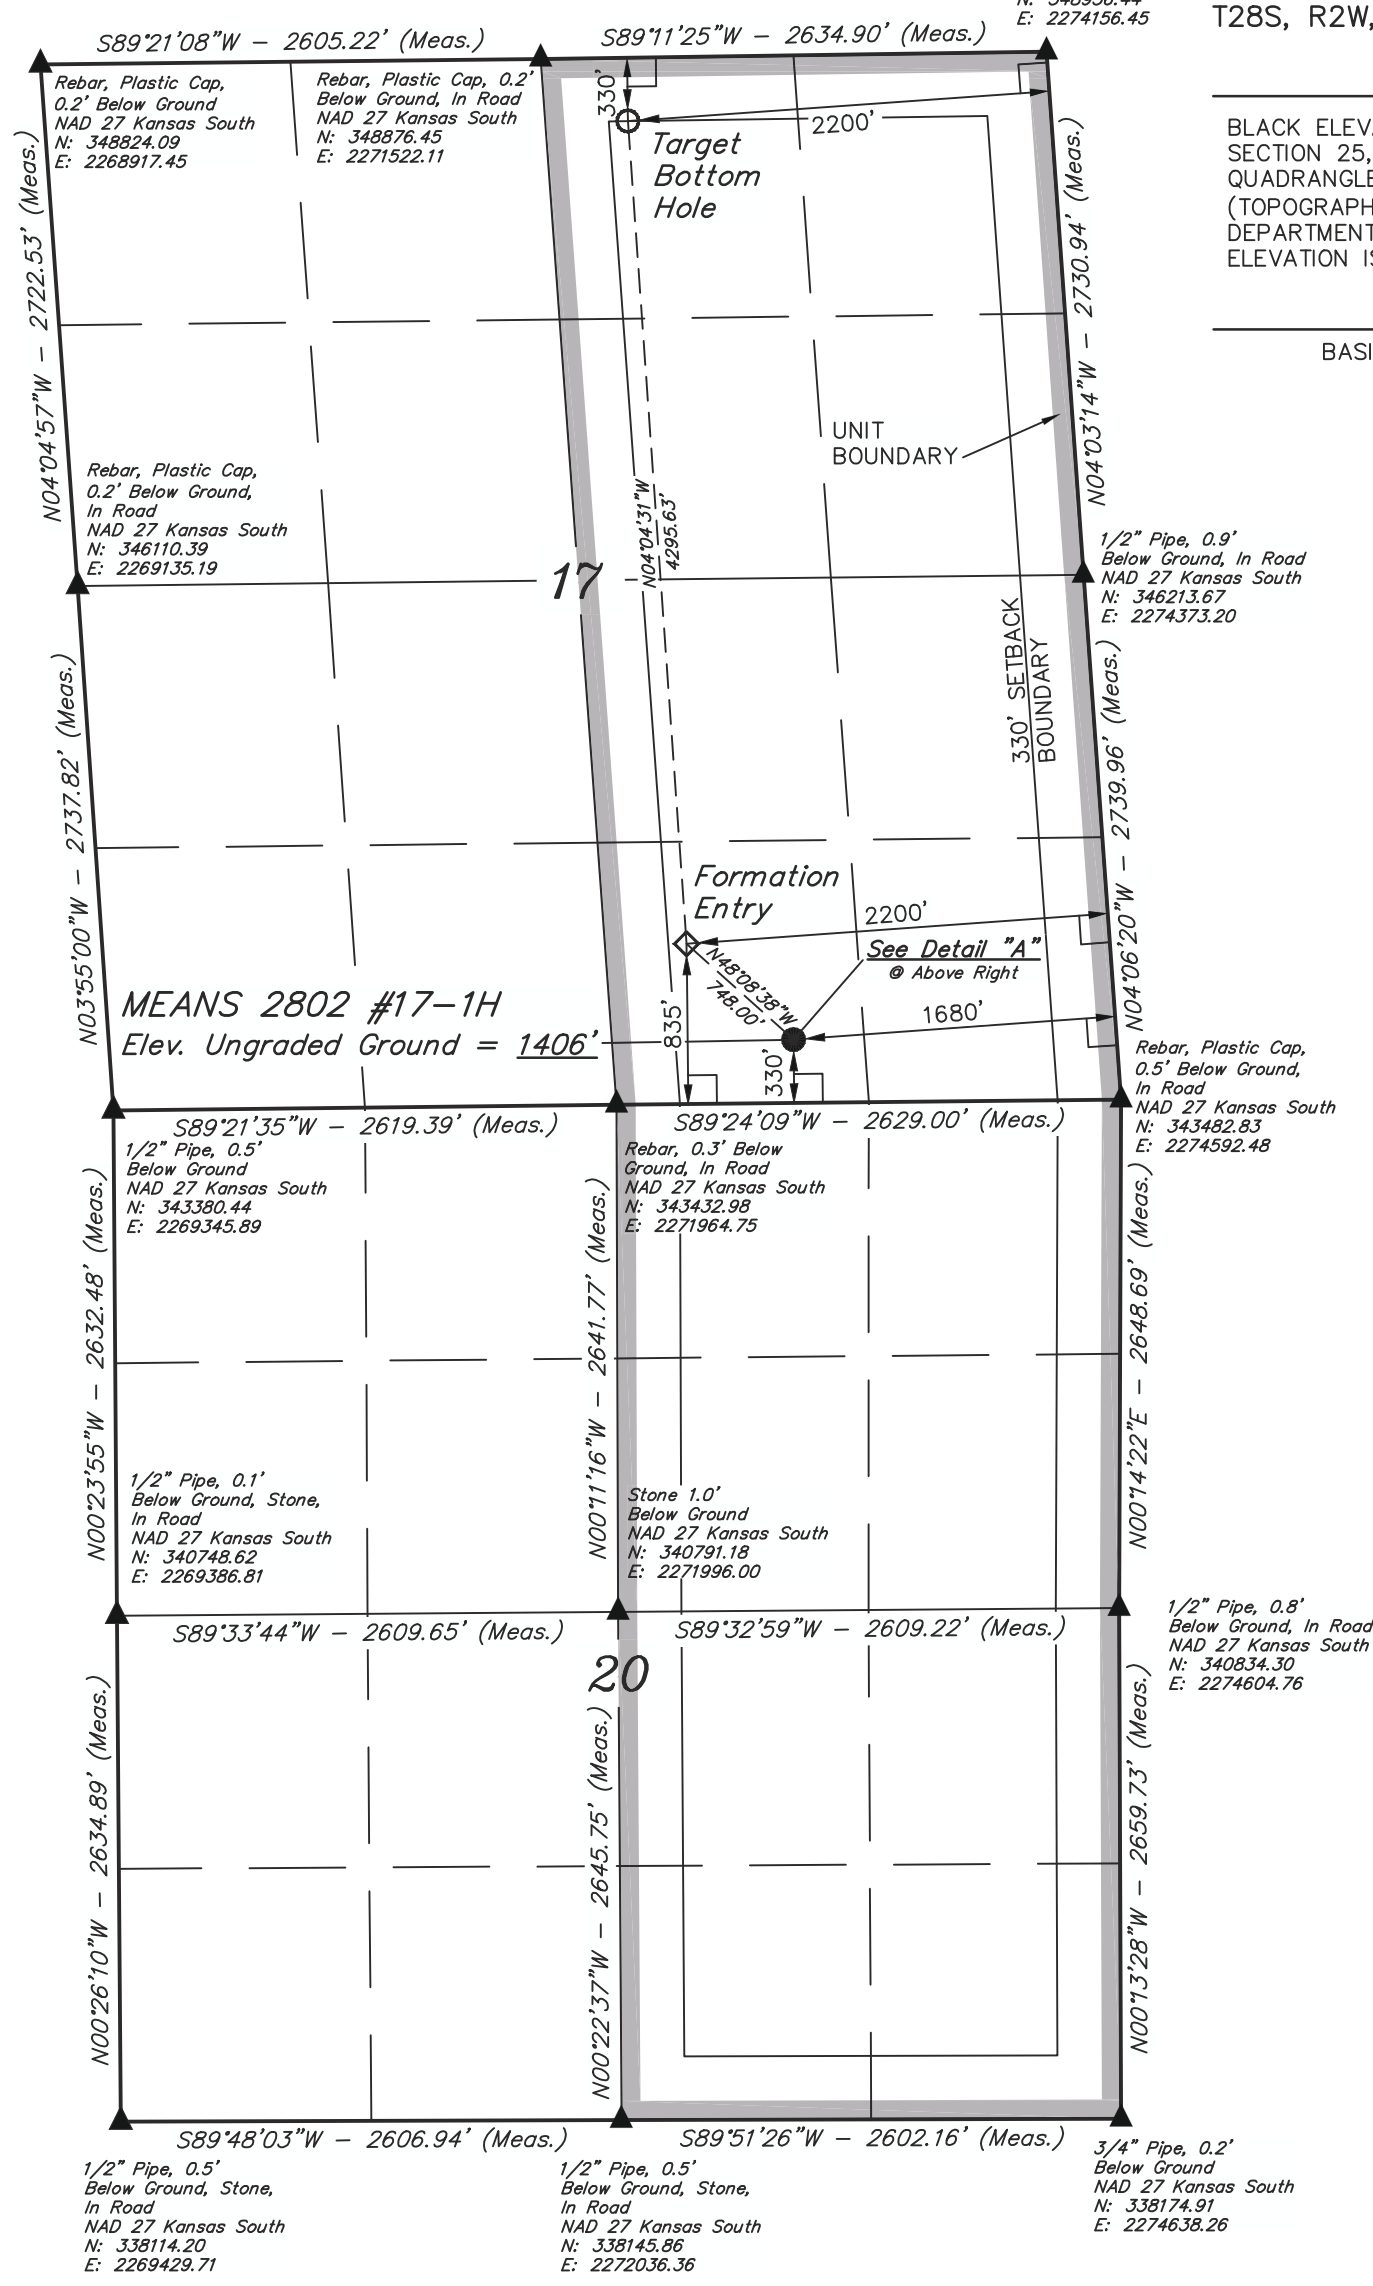 E: 2274156.45
T28S, R2W,
S89°21'08"W - 2605.22' (Meas.)
S89°11'25"W - 2634.90' (Meas.)
Rebar, Plastic Cap,
0.2' Below Ground
NAD 27 Kansas South
N: 348824.09
E: 2268917.45
Rebar, Plastic Cap, 0.2'
Below Ground, In Road
NAD 27 Kansas South
N: 348876.45
E: 2271522.11
330'
2200'
Target
Bottom
Hole
BLACK ELEV
SECTION 25,
QUADRANGLE
(TOPOGRAPH
DEPARTMENT
ELEVATION IS
BASI
N04°04'57"W - 2722.53' (Meas.)
N04°03'14"W - 2730.94' (Meas.)
UNIT
BOUNDARY
Rebar, Plastic Cap,
0.2' Below Ground,
In Road
NAD 27 Kansas South
N: 346110.39
E: 2269135.19
N04°04'31"W
4295.63'
17
1/2" Pipe, 0.9'
Below Ground, In Road
NAD 27 Kansas South
N: 346213.67
E: 2274373.20
330' SETBACK
BOUNDARY
N03°55'00"W - 2737.82' (Meas.)
N04°06'20"W - 2739.96' (Meas.)
Formation
Entry
2200'
See Detail "A"
@ Above Right
N48°08'38"W
748.00'
MEANS 2802 #17-1H
Elev. Ungraded Ground = 1406'
835'
1680'
330'
Rebar, Plastic Cap,
0.5' Below Ground,
In Road
NAD 27 Kansas South
N: 343482.83
E: 2274592.48
S89°21'35"W - 2619.39' (Meas.)
S89°24'09"W - 2629.00' (Meas.)
1/2" Pipe, 0.5'
Below Ground
NAD 27 Kansas South
N: 343380.44
E: 2269345.89
Rebar, 0.3' Below
Ground, In Road
NAD 27 Kansas South
N: 343432.98
E: 2271964.75
N00°23'55"W - 2632.48' (Meas.)
N00°11'16"W - 2641.77' (Meas.)
N00°14'22"E - 2648.69' (Meas.)
1/2" Pipe, 0.1'
Below Ground, Stone,
In Road
NAD 27 Kansas South
N: 340748.62
E: 2269386.81
Stone 1.0'
Below Ground
NAD 27 Kansas South
N: 340791.18
E: 2271996.00
1/2" Pipe, 0.8'
Below Ground, In Road
NAD 27 Kansas South
N: 340834.30
E: 2274604.76
S89°33'44"W - 2609.65' (Meas.)
S89°32'59"W - 2609.22' (Meas.)
20
N00°26'10"W - 2634.89' (Meas.)
N00°22'37"W - 2645.75' (Meas.)
N00°13'28"W - 2659.73' (Meas.)
S89°48'03"W - 2606.94' (Meas.)
S89°51'26"W - 2602.16' (Meas.)
1/2" Pipe, 0.5'
Below Ground, Stone,
In Road
NAD 27 Kansas South
N: 338114.20
E: 2269429.71
1/2" Pipe, 0.5'
Below Ground, Stone,
In Road
NAD 27 Kansas South
N: 338145.86
E: 2272036.36
3/4" Pipe, 0.2'
Below Ground
NAD 27 Kansas South
N: 338174.91
E: 2274638.26